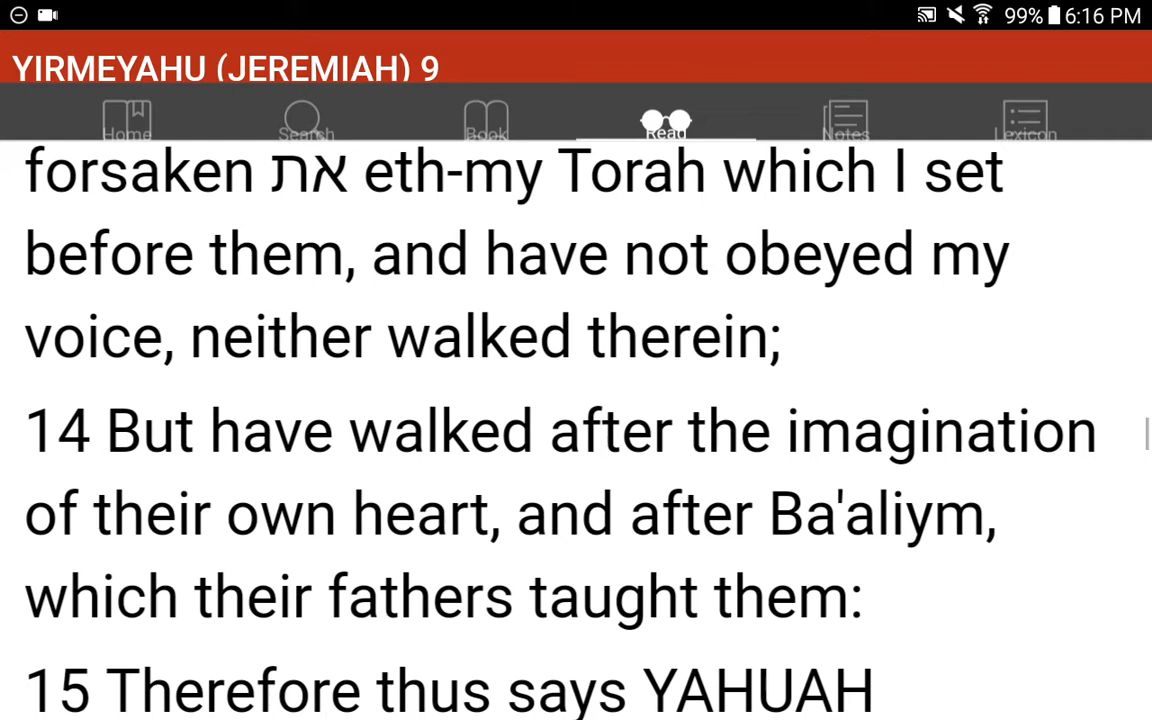 99% 6:16 PM
YIRMEYAHU (JEREMIAH) 9
Home Search Book Read Notes Lexicon
forsaken את eth-my Torah which I set
before them, and have not obeyed my
voice, neither walked therein;
14 But have walked after the imagination
of their own heart, and after Ba'aliym,
which their fathers taught them:
15 Therefore thus says YAHUAH